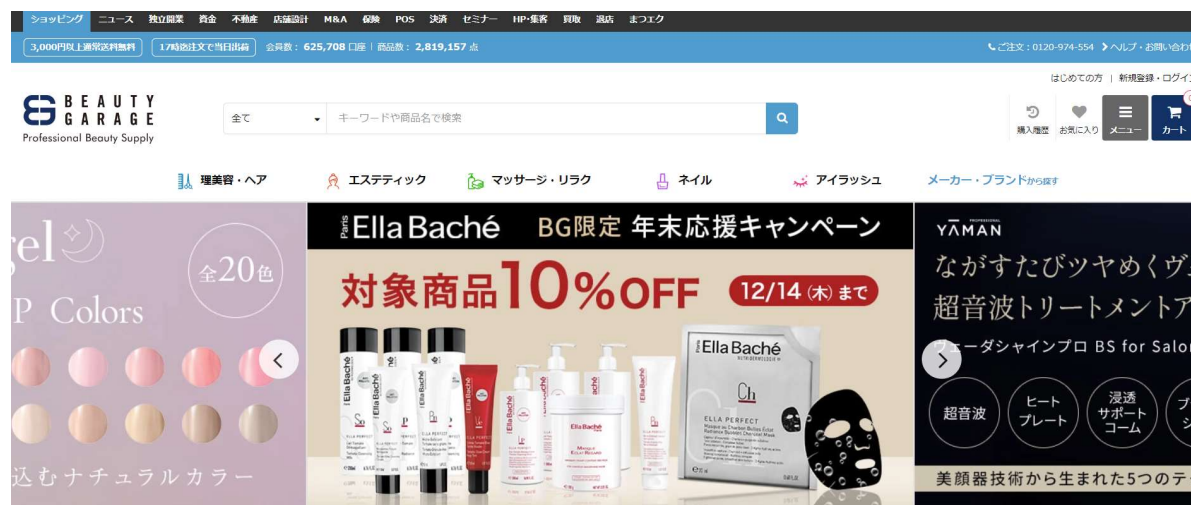 ショッピング ニュース 独立開業 資金 不動産 店舗設計 M&A 保険 POS 決済 セミナー HP・集客 買取 退店 まつエク
3,000円以上通常送料無料 17時迄注文で当日出荷 会員数：625,708 口座 | 商品数：2,819,157 点
ご注文：0120-974-554 ヘルプ・お問い合わ
はじめての方 | 新規登録・ログイ
BEAUTY
GARAGE
Professional Beauty Supply
全て キーワードや商品名で検索
購入履歴 お気に入り メニュー カート
理美容・ヘア エステティック マッサージ・リラク ネイル アイラッシュ メーカー・ブランドから探す
gel
全20色
P Colors
込むナチュラルカラー
Paris Ella Baché BG限定 年末応援キャンペーン
対象商品10%OFF 12/14(木)まで
Ella Baché
Ch
ELLA PERFECT
YAMAN
PROFESSIONAL
ながすたびツヤめくヴ
超音波トリートメントア
ヴェーダシャインプロ BS for Salon
超音波
ヒート
プレート
浸透
サポート
コーム
美顔器技術から生まれた5つのテ